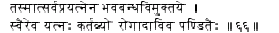 तस्मात्सर्वप्रयत्नेन भवबन्धविमुक्तये ।
स्वैरेव यत्नः कर्तव्यो रोगादाविव पण्डितैः ॥ ६६ ॥